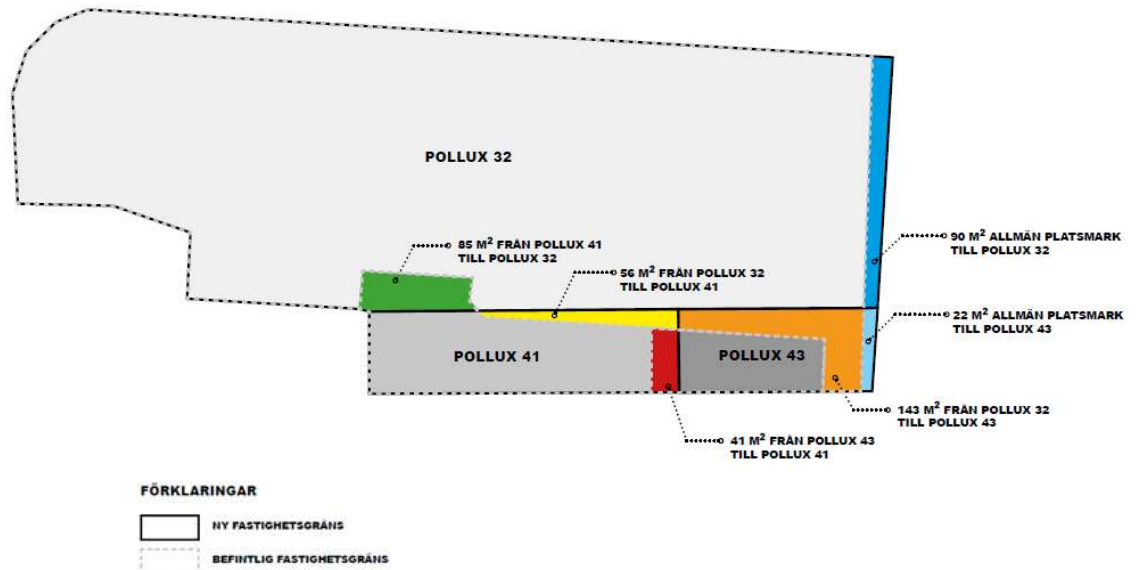 POLLUX 32
85 M² FRÅN POLLUX 41
TILL POLLUX 32
56 M² FRÅN POLLUX 32
TILL POLLUX 41
90 M² ALLMÄN PLATSMARK
TILL POLLUX 32
22 M² ALLMÄN PLATSMARK
TILL POLLUX 43
POLLUX 41
POLLUX 43
143 M² FRÅN POLLUX 32
TILL POLLUX 43
41 M² FRÅN POLLUX 43
TILL POLLUX 41
FÖRKLARINGAR
NY FASTIGHETSGRÄNS
BEFINTLIG FASTIGHETSGRÄNS